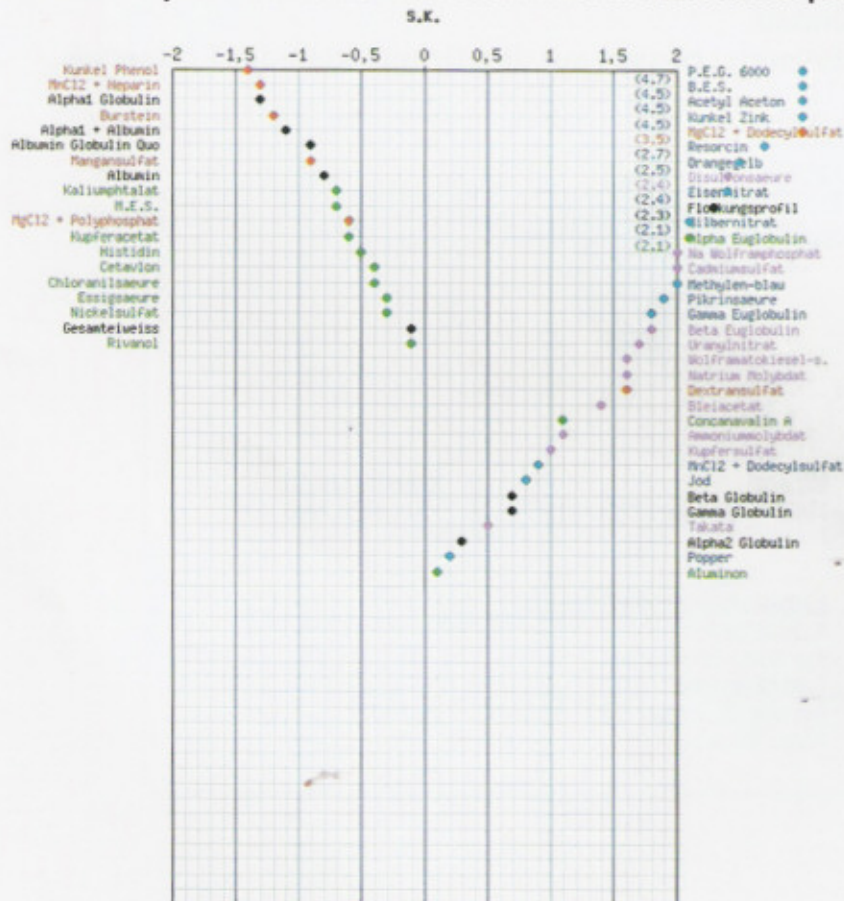 S.K.
-2 -1,5 -1 -0,5 0 0,5 1 1,5 2
Kunkel Phenol
MnCl2 + Heparin
Alpha1 Globulin
Burstein
Alpha1 + Albumin
Albumin Globulin Quo
Mangansulfat
Albumin
Kaliumphtalat
M.E.S.
MgCl2 + Polyphosphat
Kupferacetat
Histidin
Cetavlon
Chloranilsaeure
Essigsaeure
Nickelsulfat
Gesamteiweiss
Rivanol
(4.7) P.E.G. 6000
(4.5) B.E.S.
(4.5) Acetyl Aceton
(4.5) Kunkel Zink
(3.5) MgCl2 + Dodecylsulfat
(2.7) Resorcin
(2.5) Orangegelb
(2.4) Disulfonsaeure
(2.4) Eisennitrat
(2.3) Flockungsprofil
(2.1) Silbernitrat
(2.1) Alpha Euglobulin
Na Wolframphosphat
Cadmiumsulfat
Methylen-blau
Pikrinsaeure
Gamma Euglobulin
Beta Euglobulin
Uranylnitrat
Wolframatokiesel-s.
Natrium Molybdat
Dextransulfat
Bleiacetat
Concanavalin A
Ammoniummolybdat
Kupfersulfat
MnCl2 + Dodecylsulfat
Jod
Beta Globulin
Gamma Globulin
Takata
Alpha2 Globulin
Popper
Aluminon